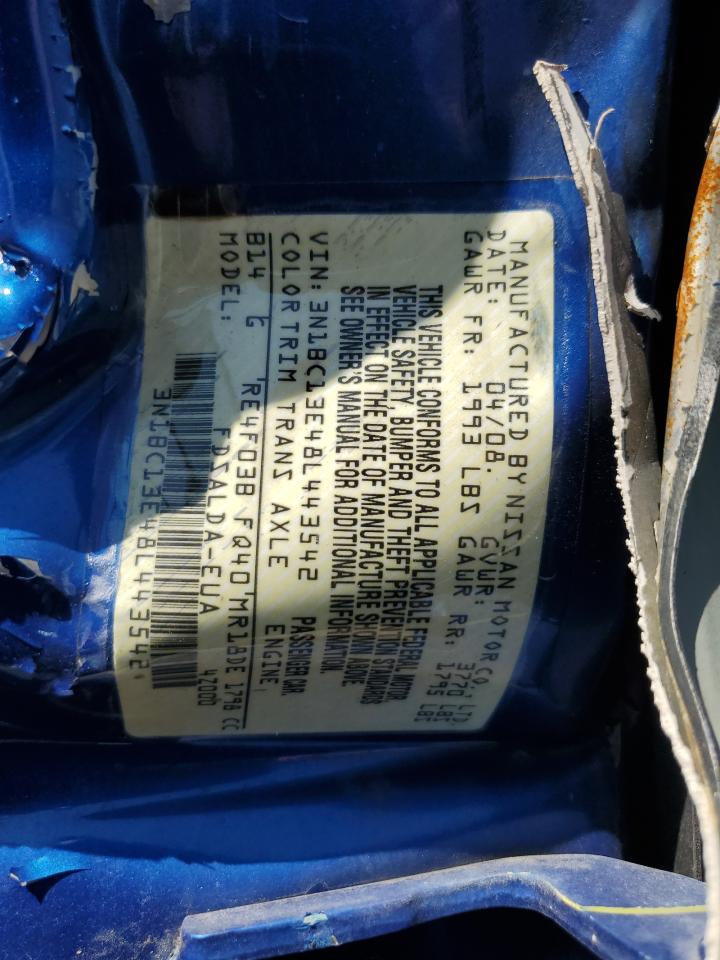 MANUFACTURED BY NISSAN MOTOR CO., LTD.
DATE: 04/08. GVWR: 3770 LBS
GAWR FR: 1993 LBS GAWR RR: 1795 LBS
THIS VEHICLE CONFORMS TO ALL APPLICABLE FEDERAL MOTOR
VEHICLE SAFETY, BUMPER AND THEFT PREVENTION STANDARDS
IN EFFECT ON THE DATE OF MANUFACTURE SHOWN ABOVE.
SEE OWNER'S MANUAL FOR ADDITIONAL INFORMATION.
VIN: 3N1BC13E48L443542 PASSENGER CAR
COLOR TRIM TRANS AXLE ENGINE
B14 G RE4F03B FQ40 MR18DE 1798 CC
MODEL: FDSALDA-EUA 47000
3N1BC13E48L443542